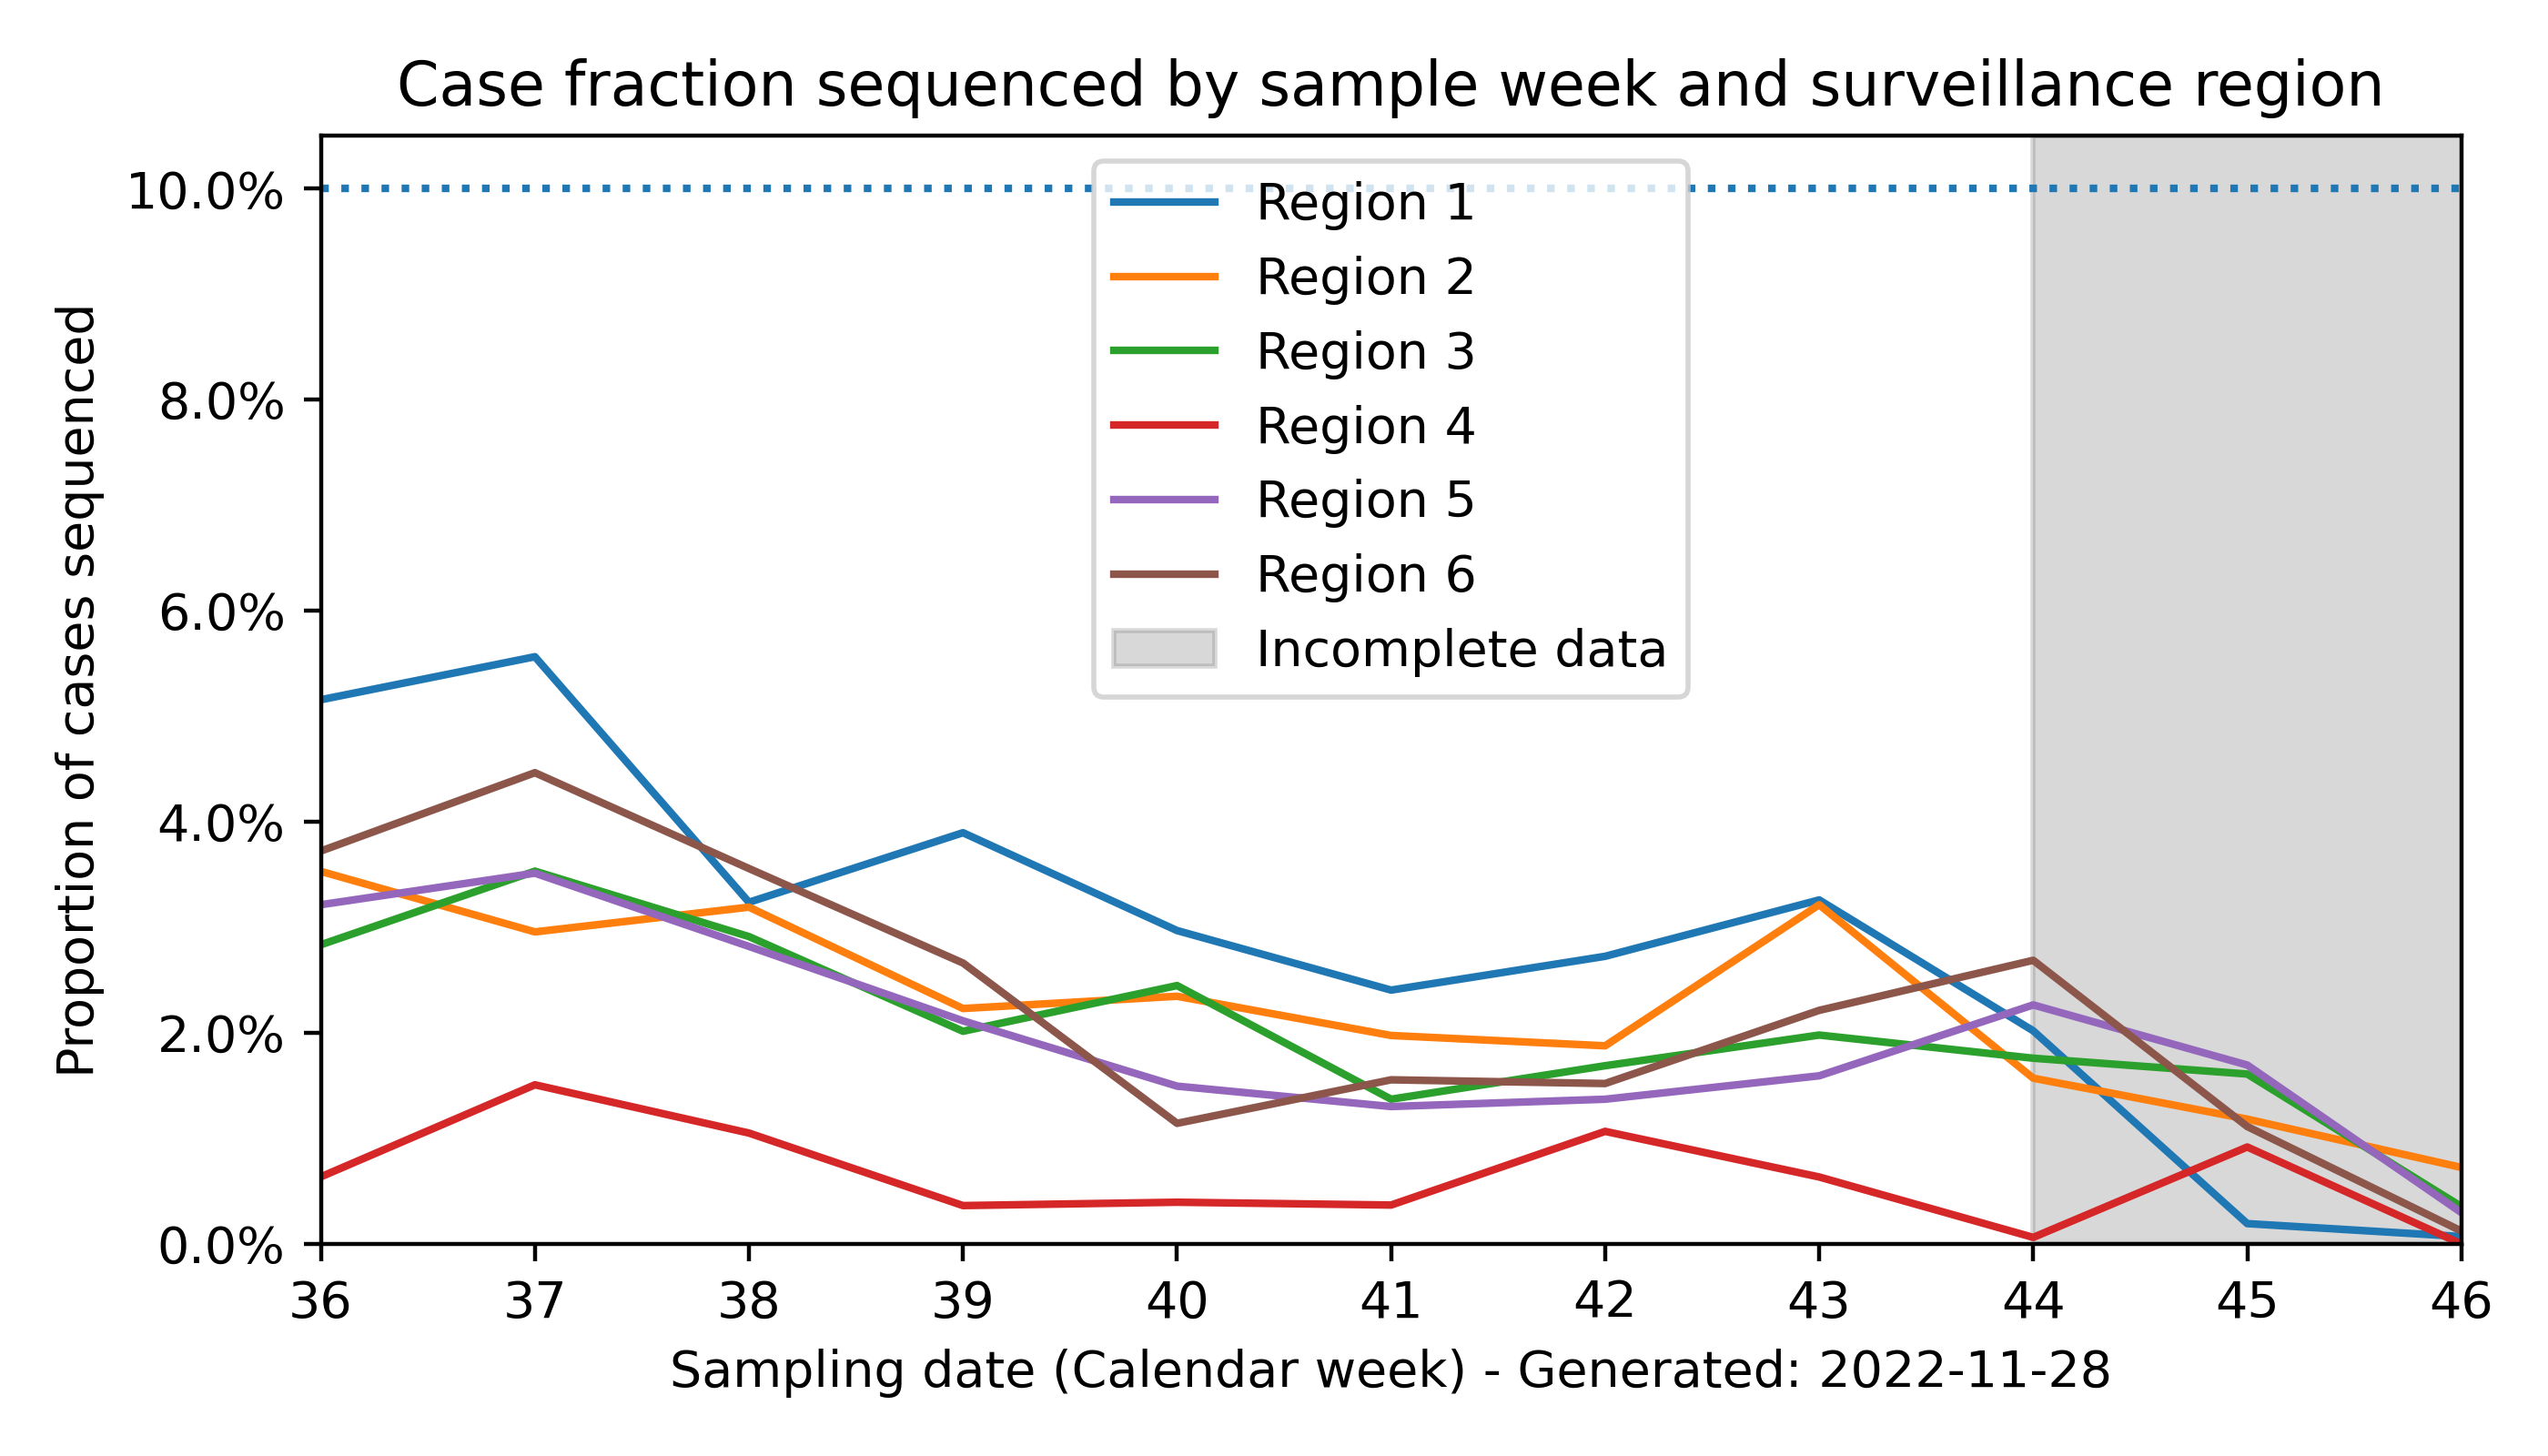 Case fraction sequenced by sample week and surveillance region
10.0%
8.0%
6.0%
4.0%
2.0%
0.0%
Proportion of cases sequenced
Region 1
Region 2
Region 3
Region 4
Region 5
Region 6
Incomplete data
36 37 38 39 40 41 42 43 44 45 46
Sampling date (Calendar week) - Generated: 2022-11-28